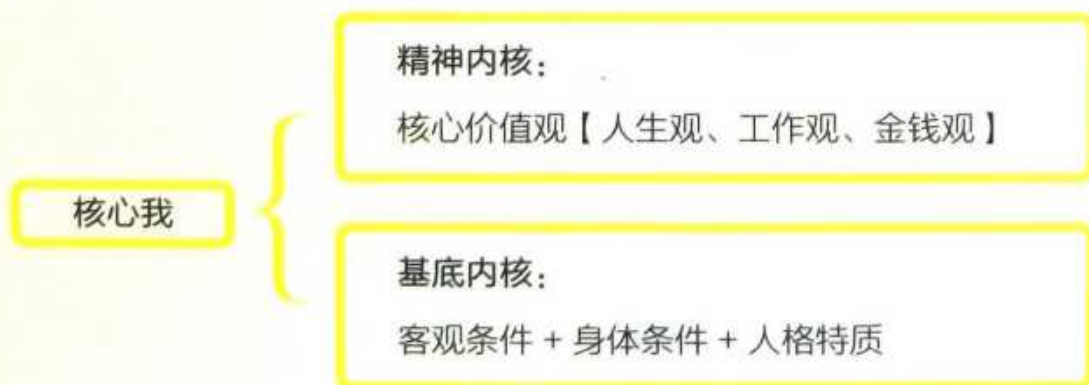 核心我
精神内核：
核心价值观【人生观、工作观、金钱观】
基底内核：
客观条件 + 身体条件 + 人格特质